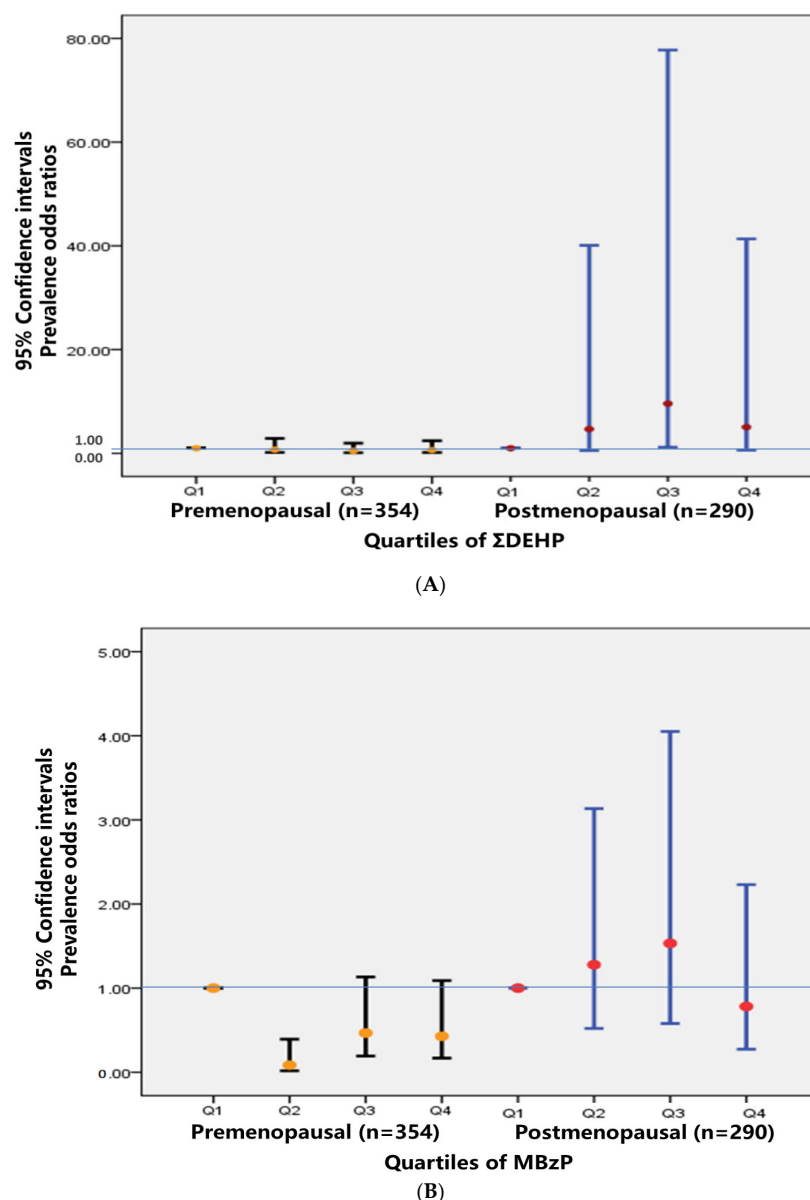 95% Confidence intervals
Prevalence odds ratios
80.00
60.00
40.00
20.00
1.00
0.00
Q1 Q2 Q3 Q4 Q1 Q2 Q3 Q4
Premenopausal (n=354) Postmenopausal (n=290)
Quartiles of ΣDEHP
(A)
95% Confidence intervals
Prevalence odds ratios
5.00
4.00
3.00
2.00
1.00
0.00
Q1 Q2 Q3 Q4 Q1 Q2 Q3 Q4
Premenopausal (n=354) Postmenopausal (n=290)
Quartiles of MBzP
(B)